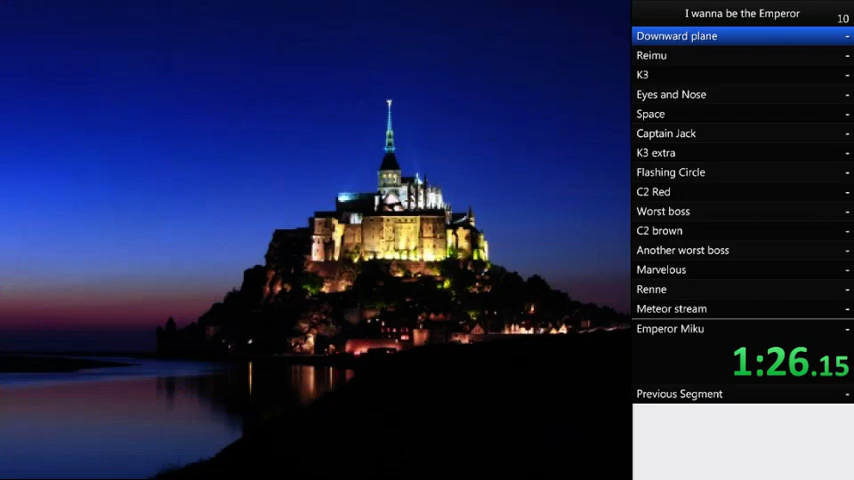 I wanna be the Emperor
10
Downward plane -
Reimu -
K3 -
Eyes and Nose -
Space -
Captain Jack -
K3 extra -
Flashing Circle -
C2 Red -
Worst boss -
C2 brown -
Another worst boss -
Marvelous -
Renne -
Meteor stream -
Emperor Miku -
1:26.15
Previous Segment -